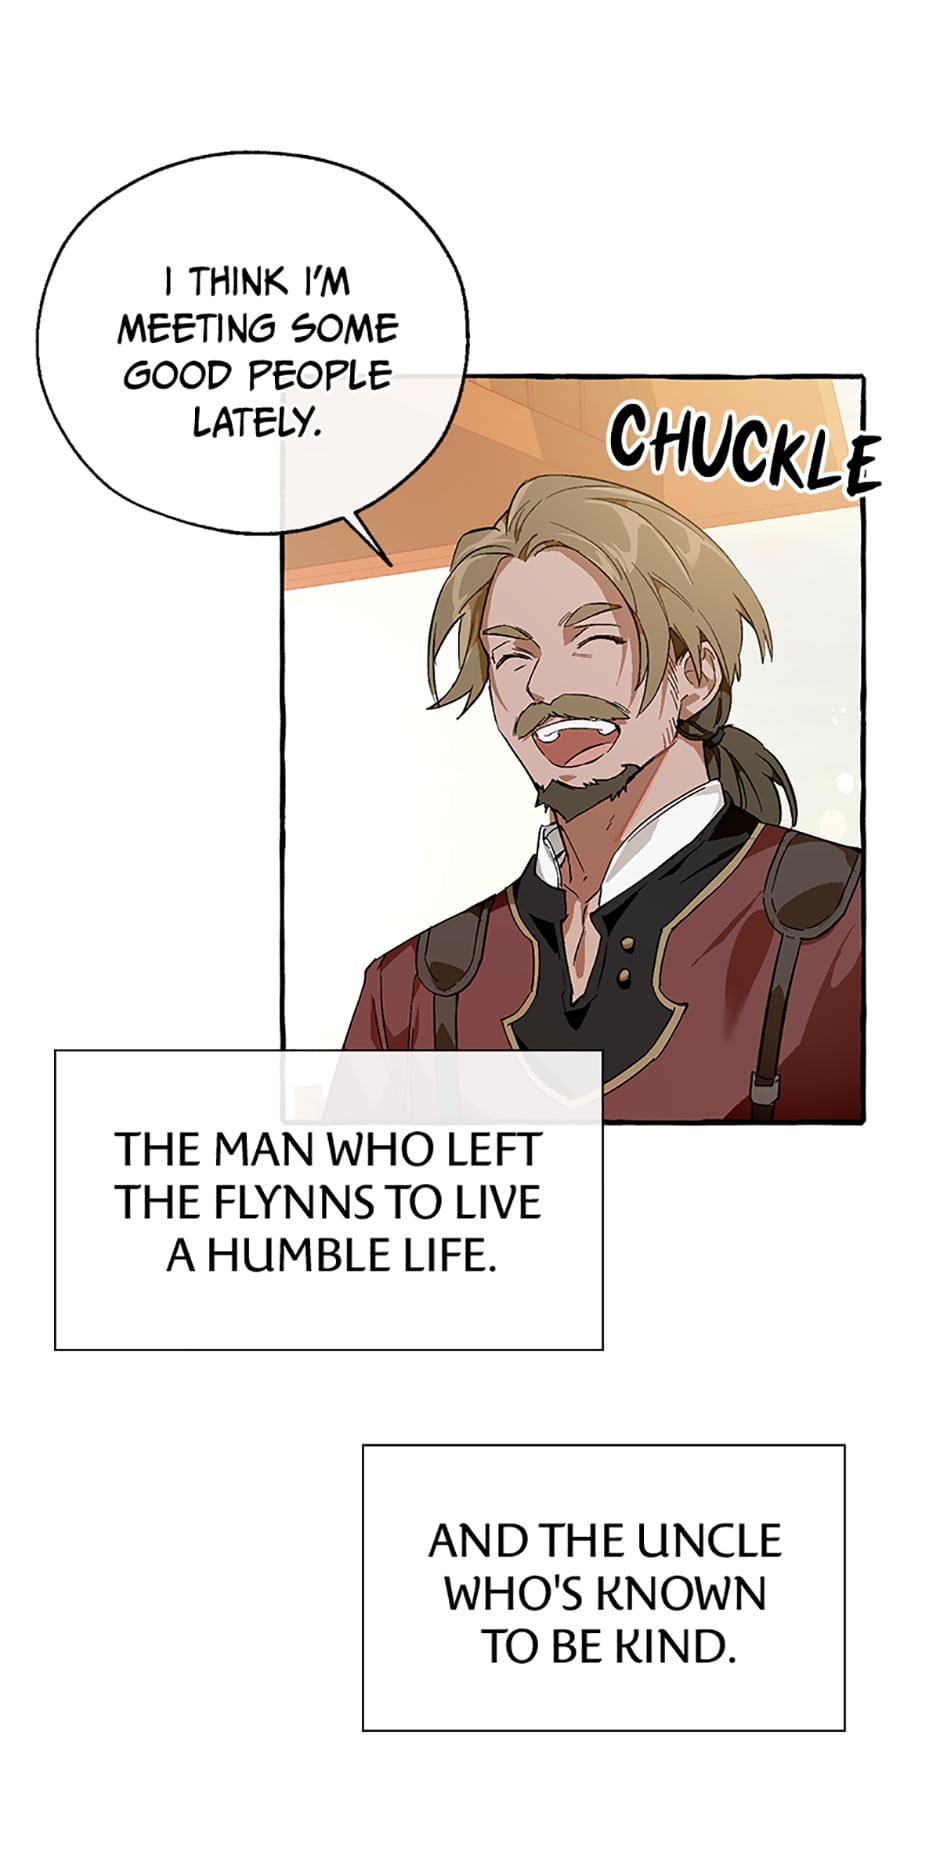 I THINK I'M
MEETING SOME
GOOD PEOPLE
LATELY.
CHUCKLE
THE MAN WHO LEFT
THE FLYNNS TO LIVE
A HUMBLE LIFE.
AND THE UNCLE
WHO'S KNOWN
TO BE KIND.